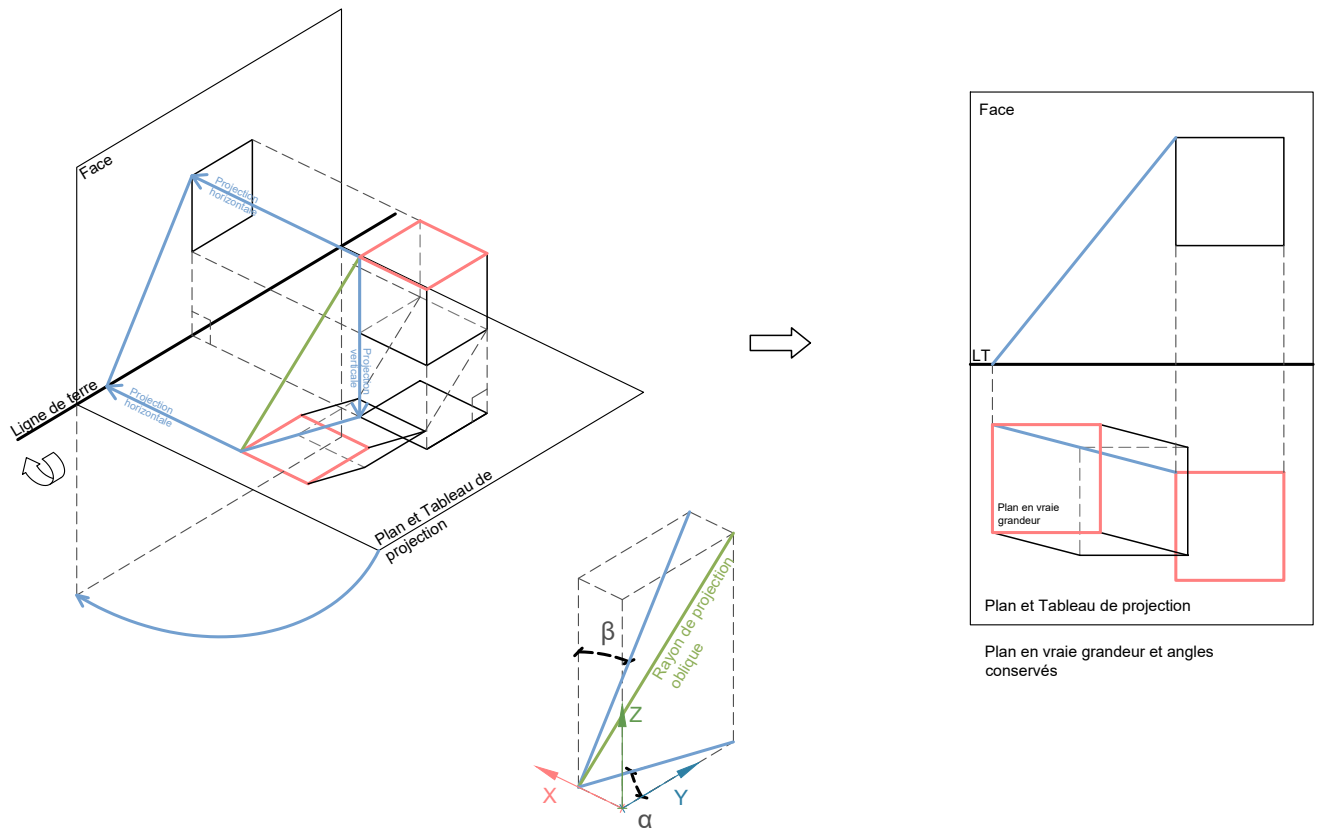 Face
Projection
horizontale
Ligne de terre
Projection
horizontale
Projection
verticale
Plan et Tableau de
projection
β
Rayon de projection
oblique
Z
X
Y
α
Face
LT
Plan en vraie
grandeur
Plan et Tableau de projection
Plan en vraie grandeur et angles
conservés